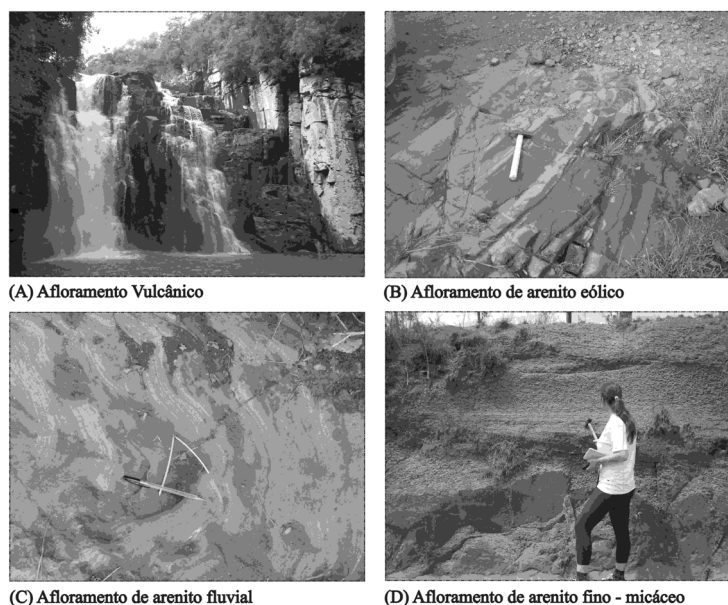 (A) Afloramento Vulcânico
(B) Afloramento de arenito eólico
(C) Afloramento de arenito fluvial
(D) Afloramento de arenito fino - micáceo